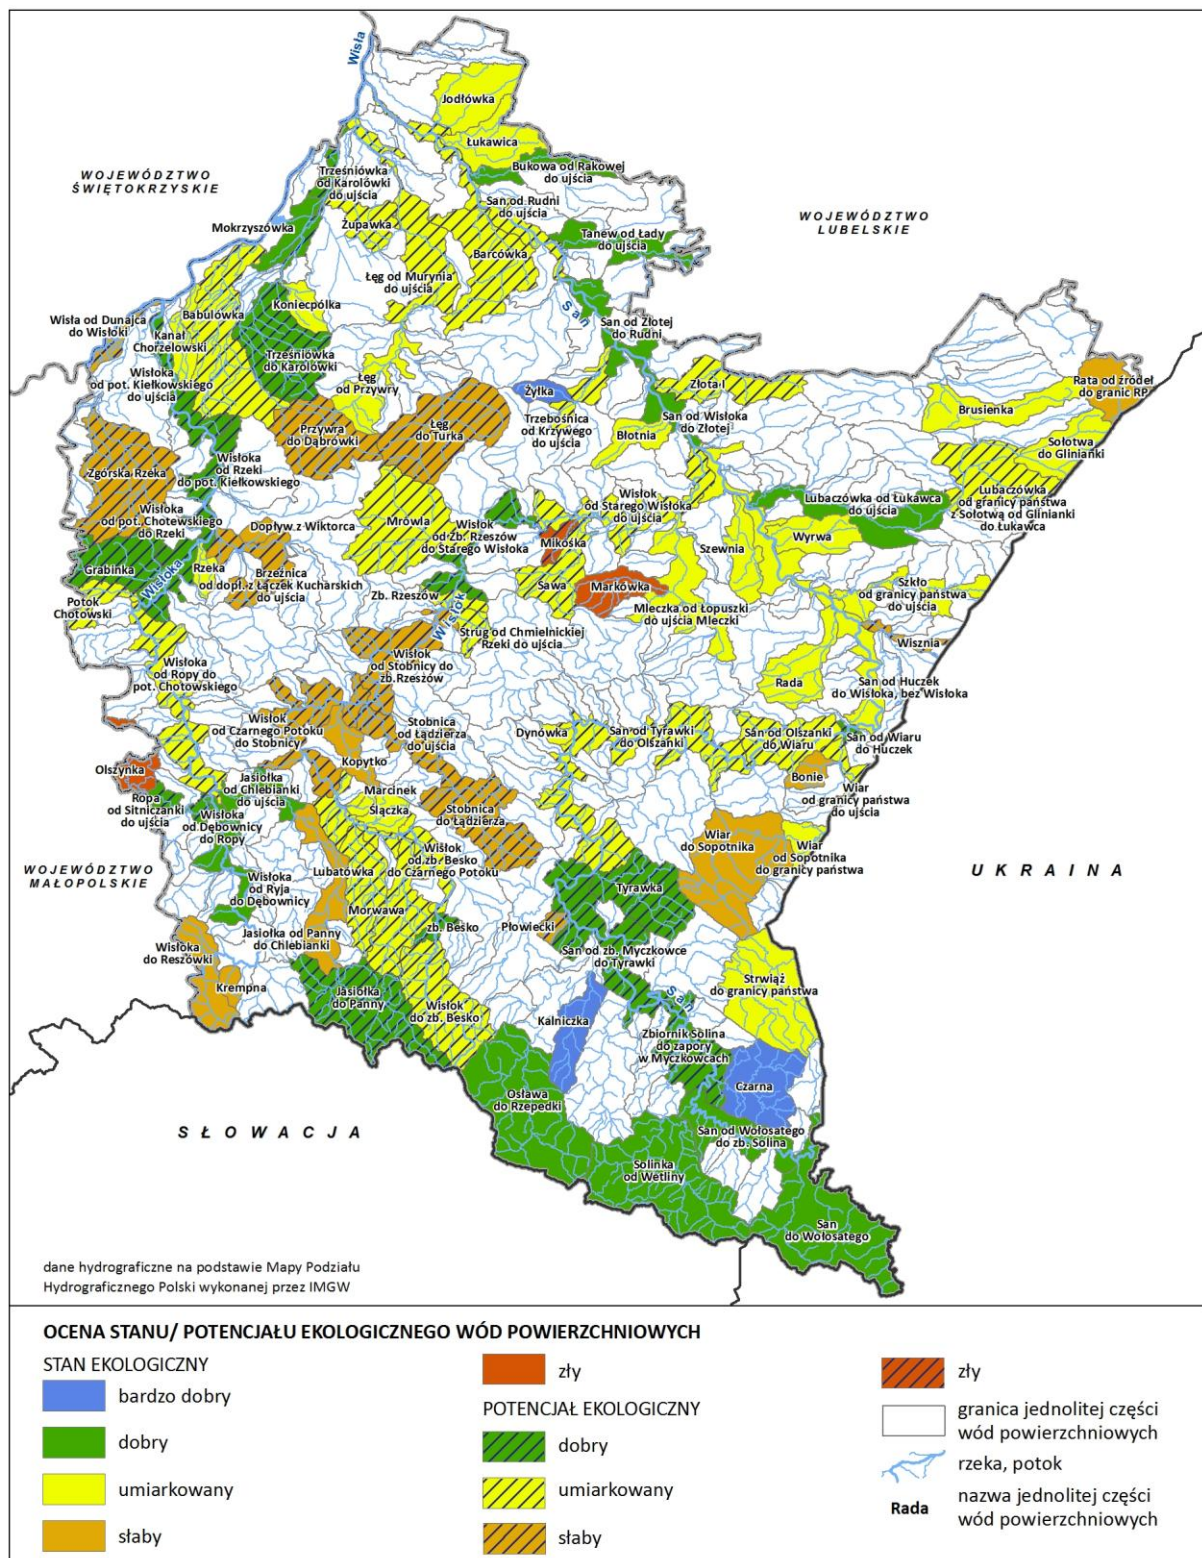 Wisła
Jodłówka
Łukawica
WOJEWÓDZTWO
ŚWIĘTOKRZYSKIE
Trześniówka
od Karolówki
do ujścia
Bukowa od Rakowej
do ujścia
San od Rudni
do ujścia
WOJEWÓDZTWO
LUBELSKIE
Mokrzyszówka
Żupawka
Barcówka
Tanew od Łady
do ujścia
Łęg od Murynia
do ujścia
Koniecpólka
San
Wisła od Dunajca
do Wisłoki
Babulówka
Kanał
Chorzelowski
San od Złotej
do Rudni
Trześniówka
do Karolówki
Wisłoka
od pot. Kiełkowskiego
do ujścia
Łęg
od Przywry
Żyłka
Złota I
Rata od źródeł
do granic RP
Brusienka
Trzebośnica
od Krzywego
do ujścia
San od Wisłoka
do Złotej
Przywra
do Dąbrówki
Łęg
do Turka
Błotnia
Sołotwa
do Glinianki
Zgórska Rzeka
Wisłoka
od Rzeki
do pot. Kiełkowskiego
Lubaczówka
od granicy państwa
z Sołotwą od Glinianki
do Łukawca
Lubaczówka od Łukawca
do ujścia
Wisłok
od Starego Wisłoka
do ujścia
Wisłoka
od pot. Chotewskiego
do Rzeki
Dopływ z Wiktorca
Mrówla
Wisłok
od Zb. Rzeszów
do Starego Wisłoka
Mikośka
Szewnia
Wyrwa
Grabinka
Wisłoka
Rzeka
Brzeźnica
od dopł. z Łączek Kucharskich
do ujścia
Zb. Rzeszów
Sawa
Markówka
Szkło
od granicy państwa
do ujścia
Potok
Chotowski
Wisłok
Mleczka od Łopuszki
do ujścia Mleczki
Strug od Chmielnickiej
Rzeki do ujścia
Wisznia
Wisłoka
od Ropy do
pot. Chotowskiego
Wisłok
od Stobnicy do
zb.Rzeszów
Rada
San od Huczek
do Wisłoka, bez Wisłoka
Wisłok
od Czarnego Potoku
do Stobnicy
Stobnica
od Łądzierza
do ujścia
Dynówka
San od Tyrawki
do Olszanki
San od Olszanki
do Wiaru
San od Wiaru
do Huczek
Olszynka
Jasiołka
od Chlebianki
do ujścia
Kopytko
Bonie
Ropa
od Sitniczanki
do ujścia
Marcinek
Ślączka
Stobnica
do Łądzierza
Wiar
od granicy państwa
do ujścia
Wisłoka
od Dębownicy
do Ropy
Wiar
do Sopotnika
Wiar
od Sopotnika
do granicy państwa
Wisłok
od zb. Besko
do Czarnego Potoku
WOJEWÓDZTWO
MAŁOPOLSKIE
Lubatówka
UKRAINA
Wisłoka
od Ryja
do Dębownicy
Tyrawka
Morwawa
zb. Besko
Płowiecki
Jasiołka od Panny
do Chlebianki
Wisłoka
do Reszówki
San od zb. Myczkowce
do Tyrawki
Krempna
Jasiołka
do Panny
Strwiąż
do granicy państwa
San
Wisłok
do zb. Besko
Kalniczka
Zbiornik Solina
do zapory
w Myczkowcach
Osława
do Rzepedki
Czarna
SŁOWACJA
San od Wołosatego
do zb. Solina
Solinka
od Wetliny
San
do Wołosatego
dane hydrograficzne na podstawie Mapy Podziału
Hydrograficznego Polski wykonanej przez IMGW
OCENA STANU/ POTENCJAŁU EKOLOGICZNEGO WÓD POWIERZCHNIOWYCH
STAN EKOLOGICZNY
bardzo dobry
dobry
umiarkowany
słaby
zły
POTENCJAŁ EKOLOGICZNY
dobry
umiarkowany
słaby
zły
granica jednolitej części
wód powierzchniowych
rzeka, potok
Rada
nazwa jednolitej części
wód powierzchniowych